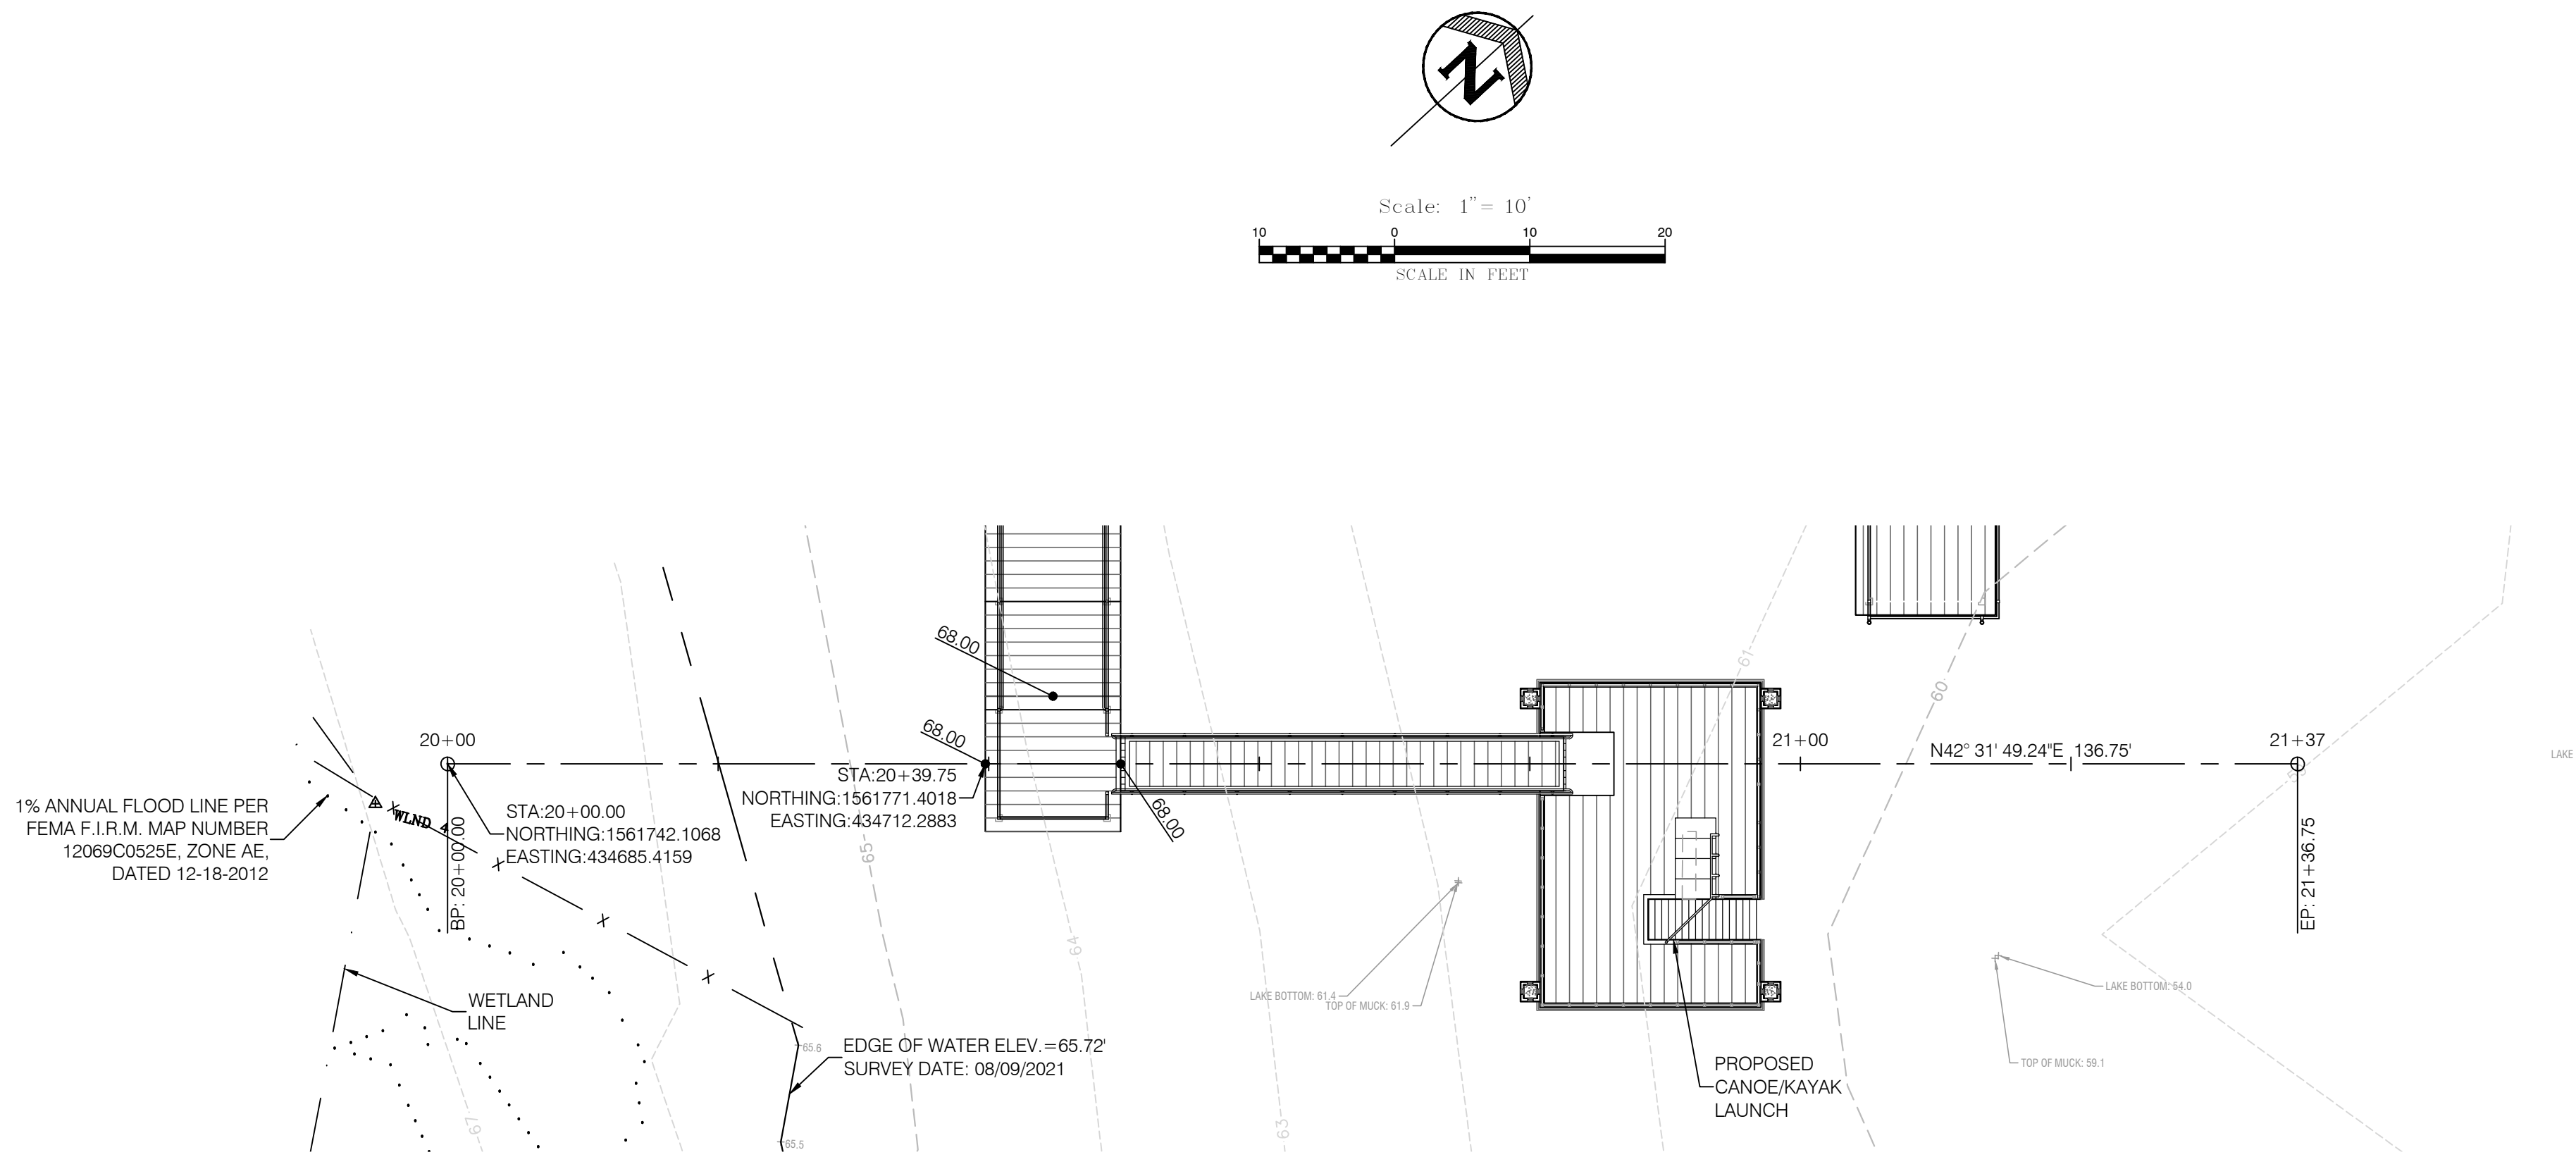 N
Scale: 1"= 10'
10 0 10 20
SCALE IN FEET
68.00
68.00
68.00
20+00
STA:20+39.75
NORTHING:1561771.4018
EASTING:434712.2883
21+00
N42° 31' 49.24"E 136.75'
21+37
LAKE
1% ANNUAL FLOOD LINE PER
FEMA F.I.R.M. MAP NUMBER
12069C0525E, ZONE AE,
DATED 12-18-2012
WLND 4
STA:20+00.00
NORTHING:1561742.1068
EASTING:434685.4159
BP: 20+00.00
EP: 21+36.75
65
64
61
60
63
67
WETLAND
LINE
LAKE BOTTOM: 61.4
TOP OF MUCK: 61.9
LAKE BOTTOM: 54.0
TOP OF MUCK: 59.1
65.6
EDGE OF WATER ELEV.=65.72'
SURVEY DATE: 08/09/2021
65.5
PROPOSED
CANOE/KAYAK
LAUNCH